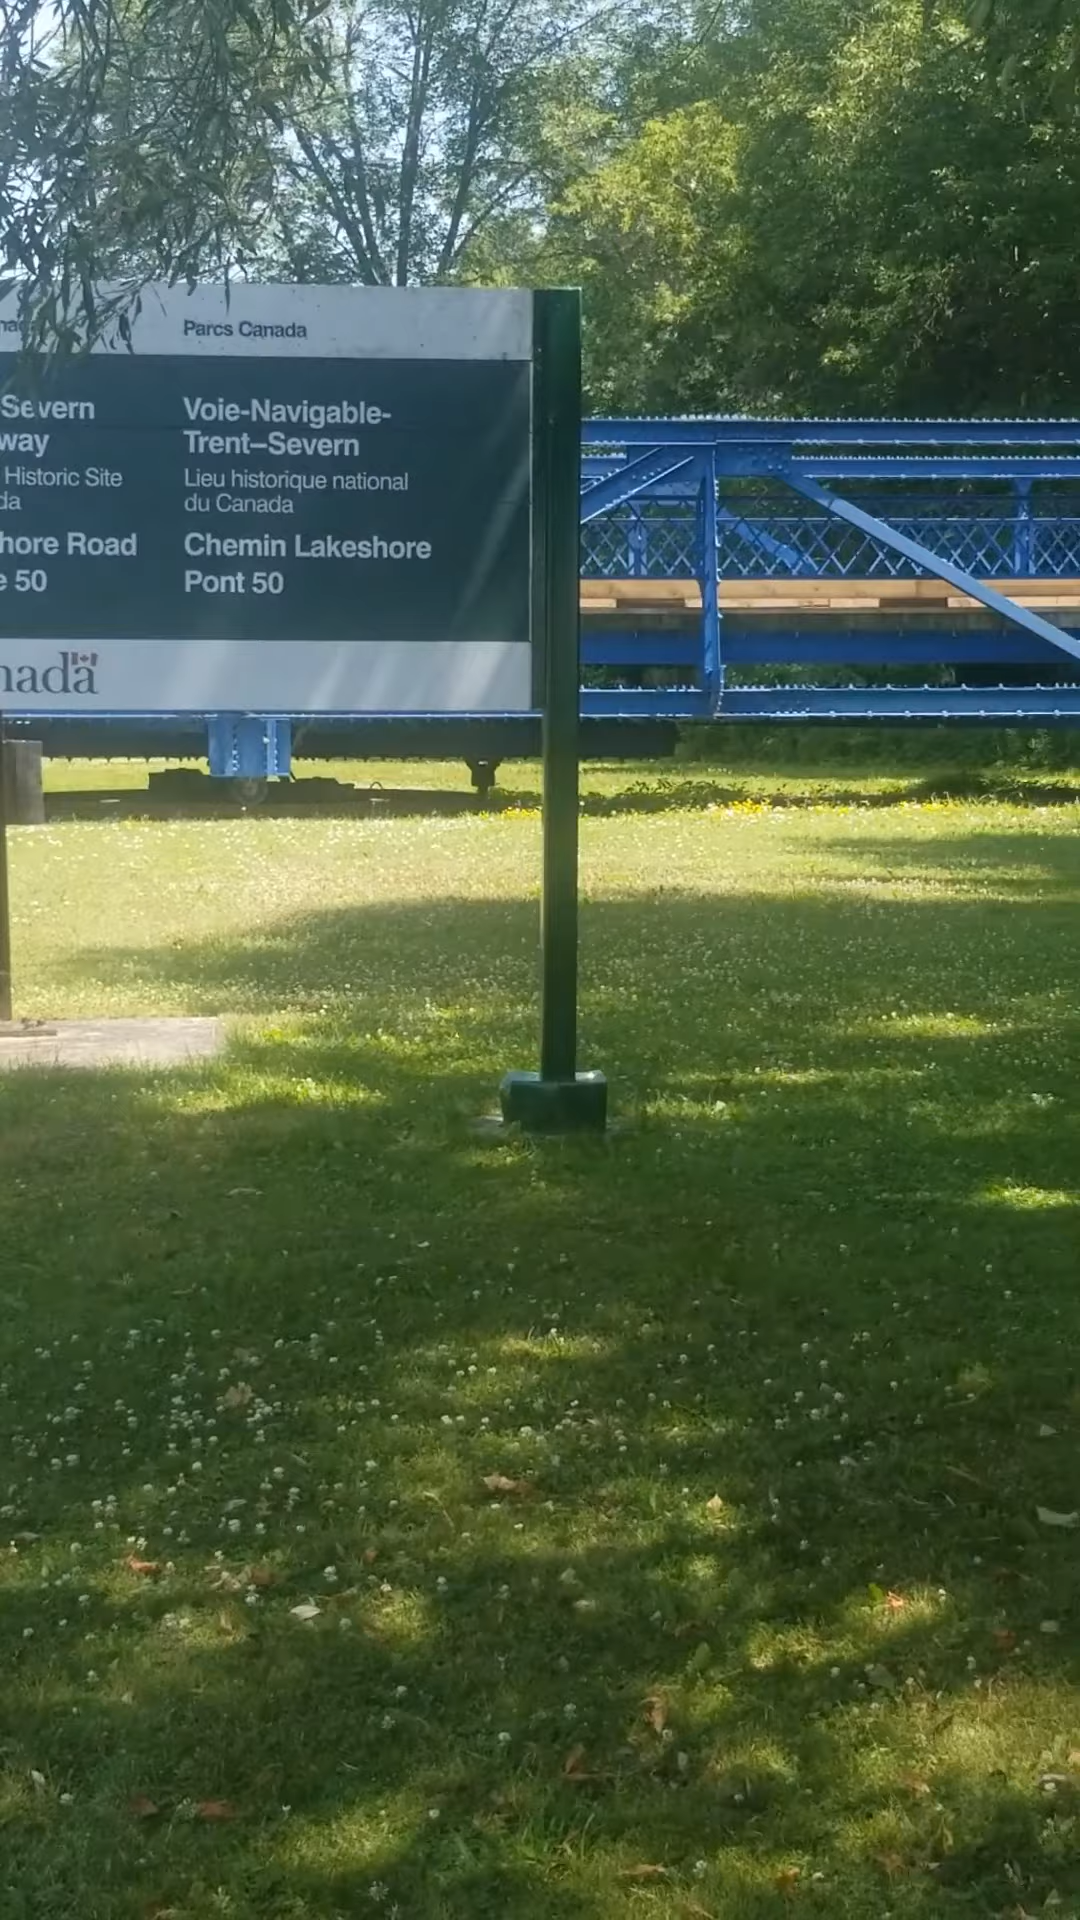 Parcs Canada
-Severn
way
Historic Site
da
hore Road
e 50
nada
Voie-Navigable-
Trent–Severn
Lieu historique national
du Canada
Chemin Lakeshore
Pont 50